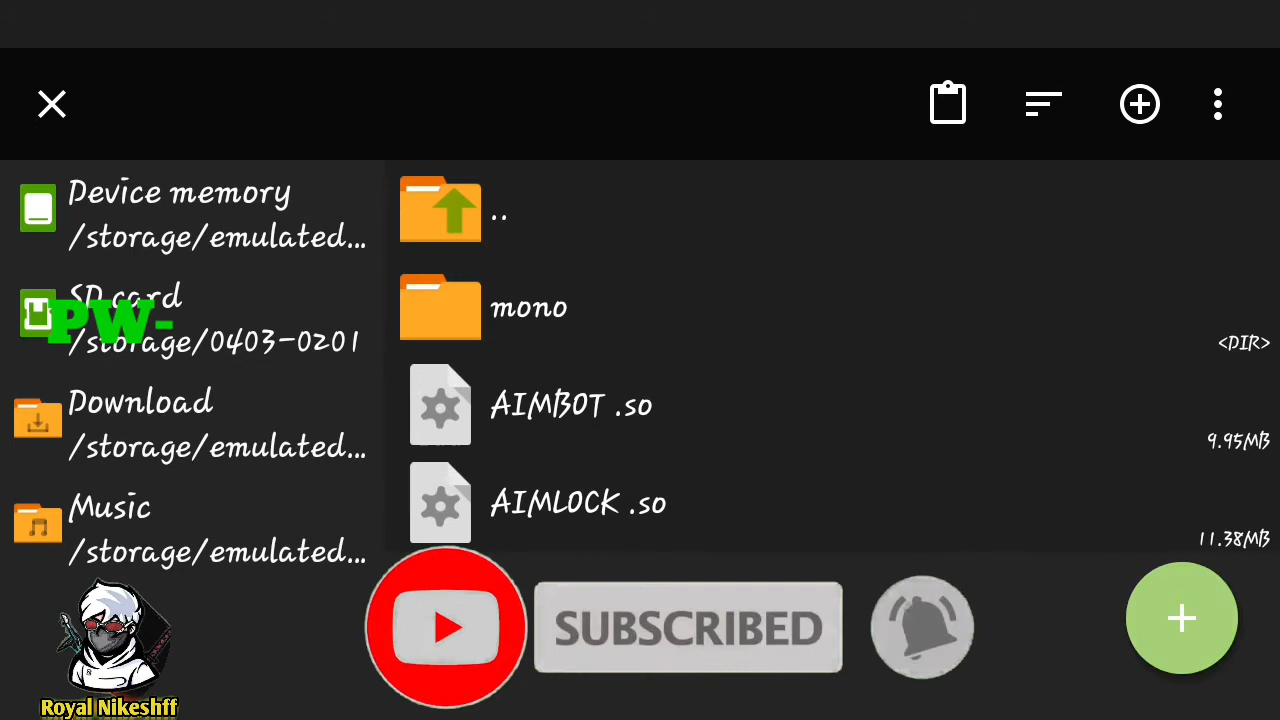 Device memory
/storage/emulated...
SD card
/storage/0403-0201
PW-
Download
/storage/emulated...
Music
/storage/emulated...
..
mono
<DIR>
AIMBOT .so
9.95MB
AIMLOCK .so
11.38MB
SUBSCRIBED
Royal Nikeshff